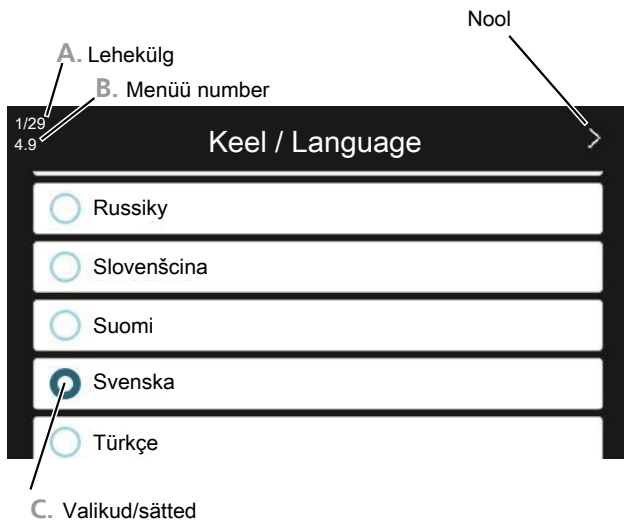 Nool
A. Lehekülg
B. Menüü number
1/29
4.9
Keel / Language
Russiky
Slovenšcina
Suomi
Svenska
Türkçe
C. Valikud/sätted